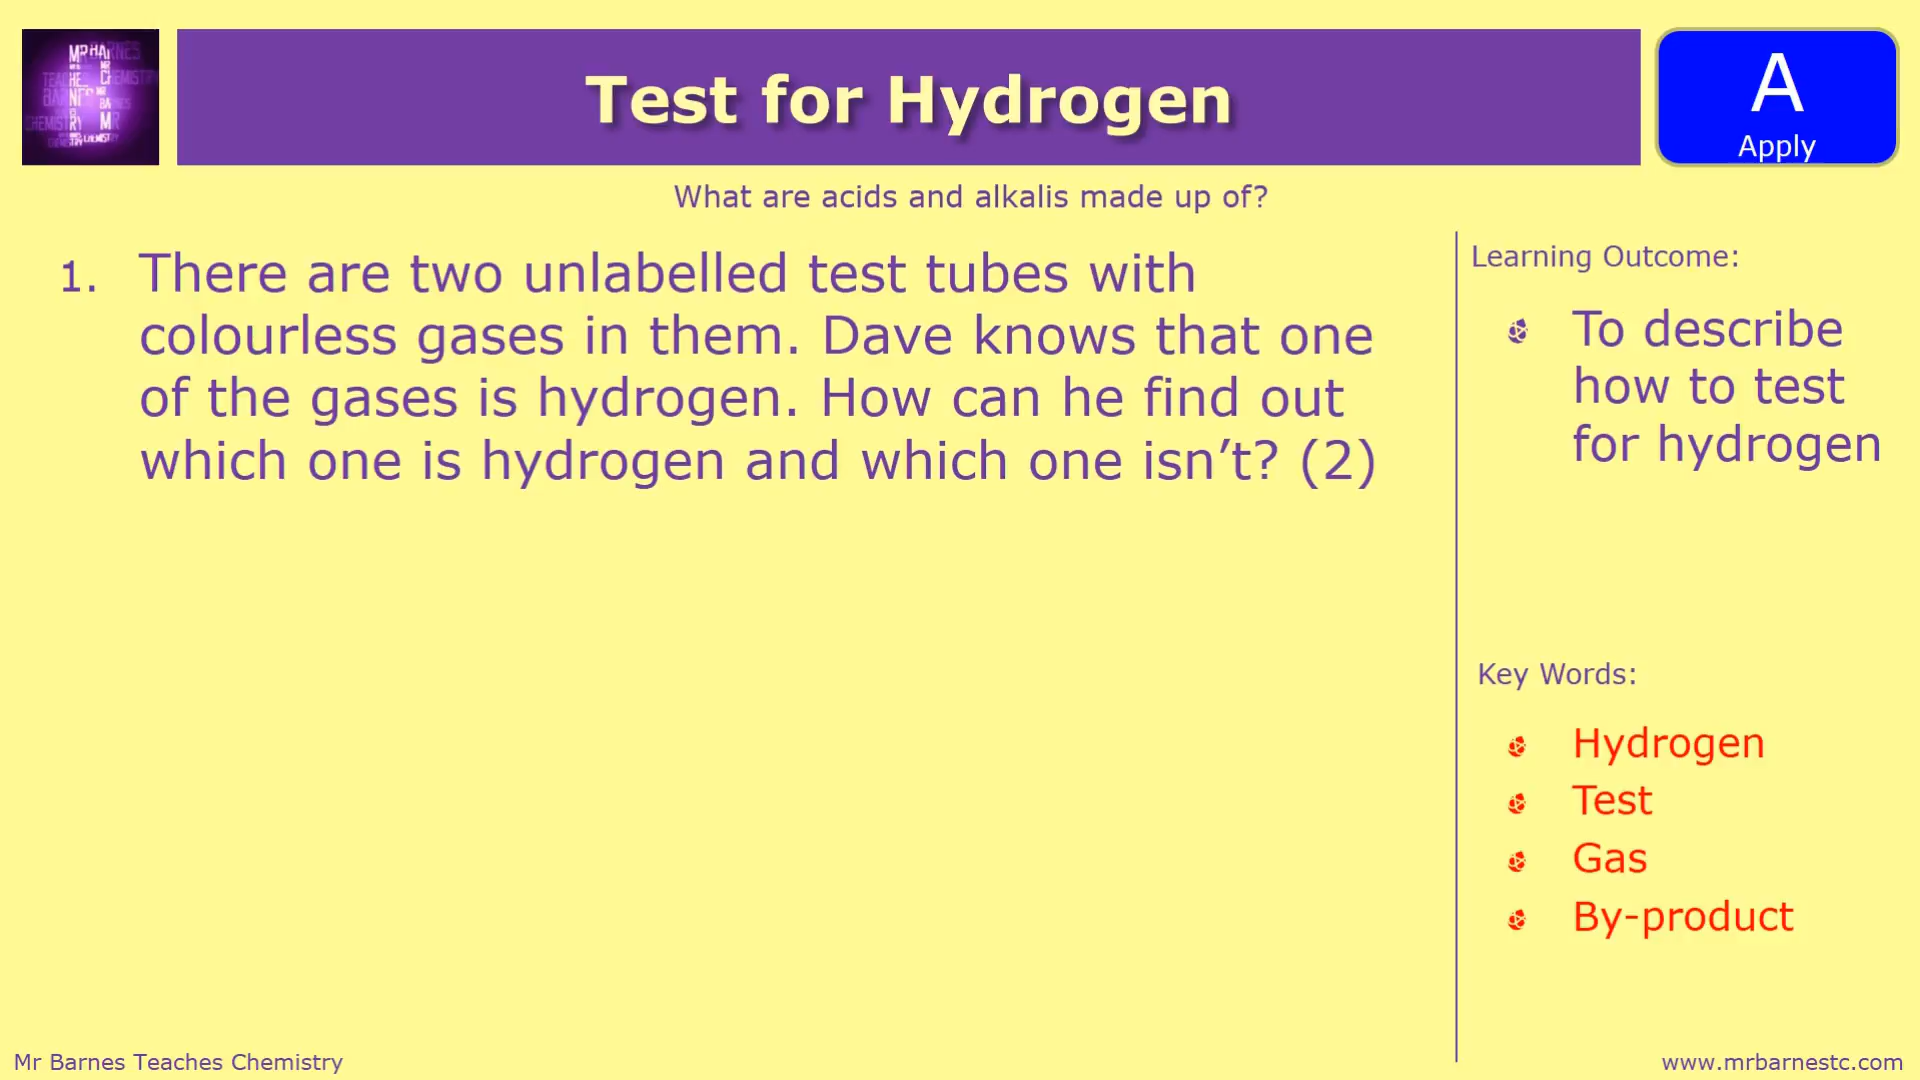 Test for Hydrogen
A
Apply
What are acids and alkalis made up of?
1. There are two unlabelled test tubes with
colourless gases in them. Dave knows that one
of the gases is hydrogen. How can he find out
which one is hydrogen and which one isn’t? (2)
Learning Outcome:
To describe
how to test
for hydrogen
Key Words:
Hydrogen
Test
Gas
By-product
Mr Barnes Teaches Chemistry
www.mrbarnestc.com